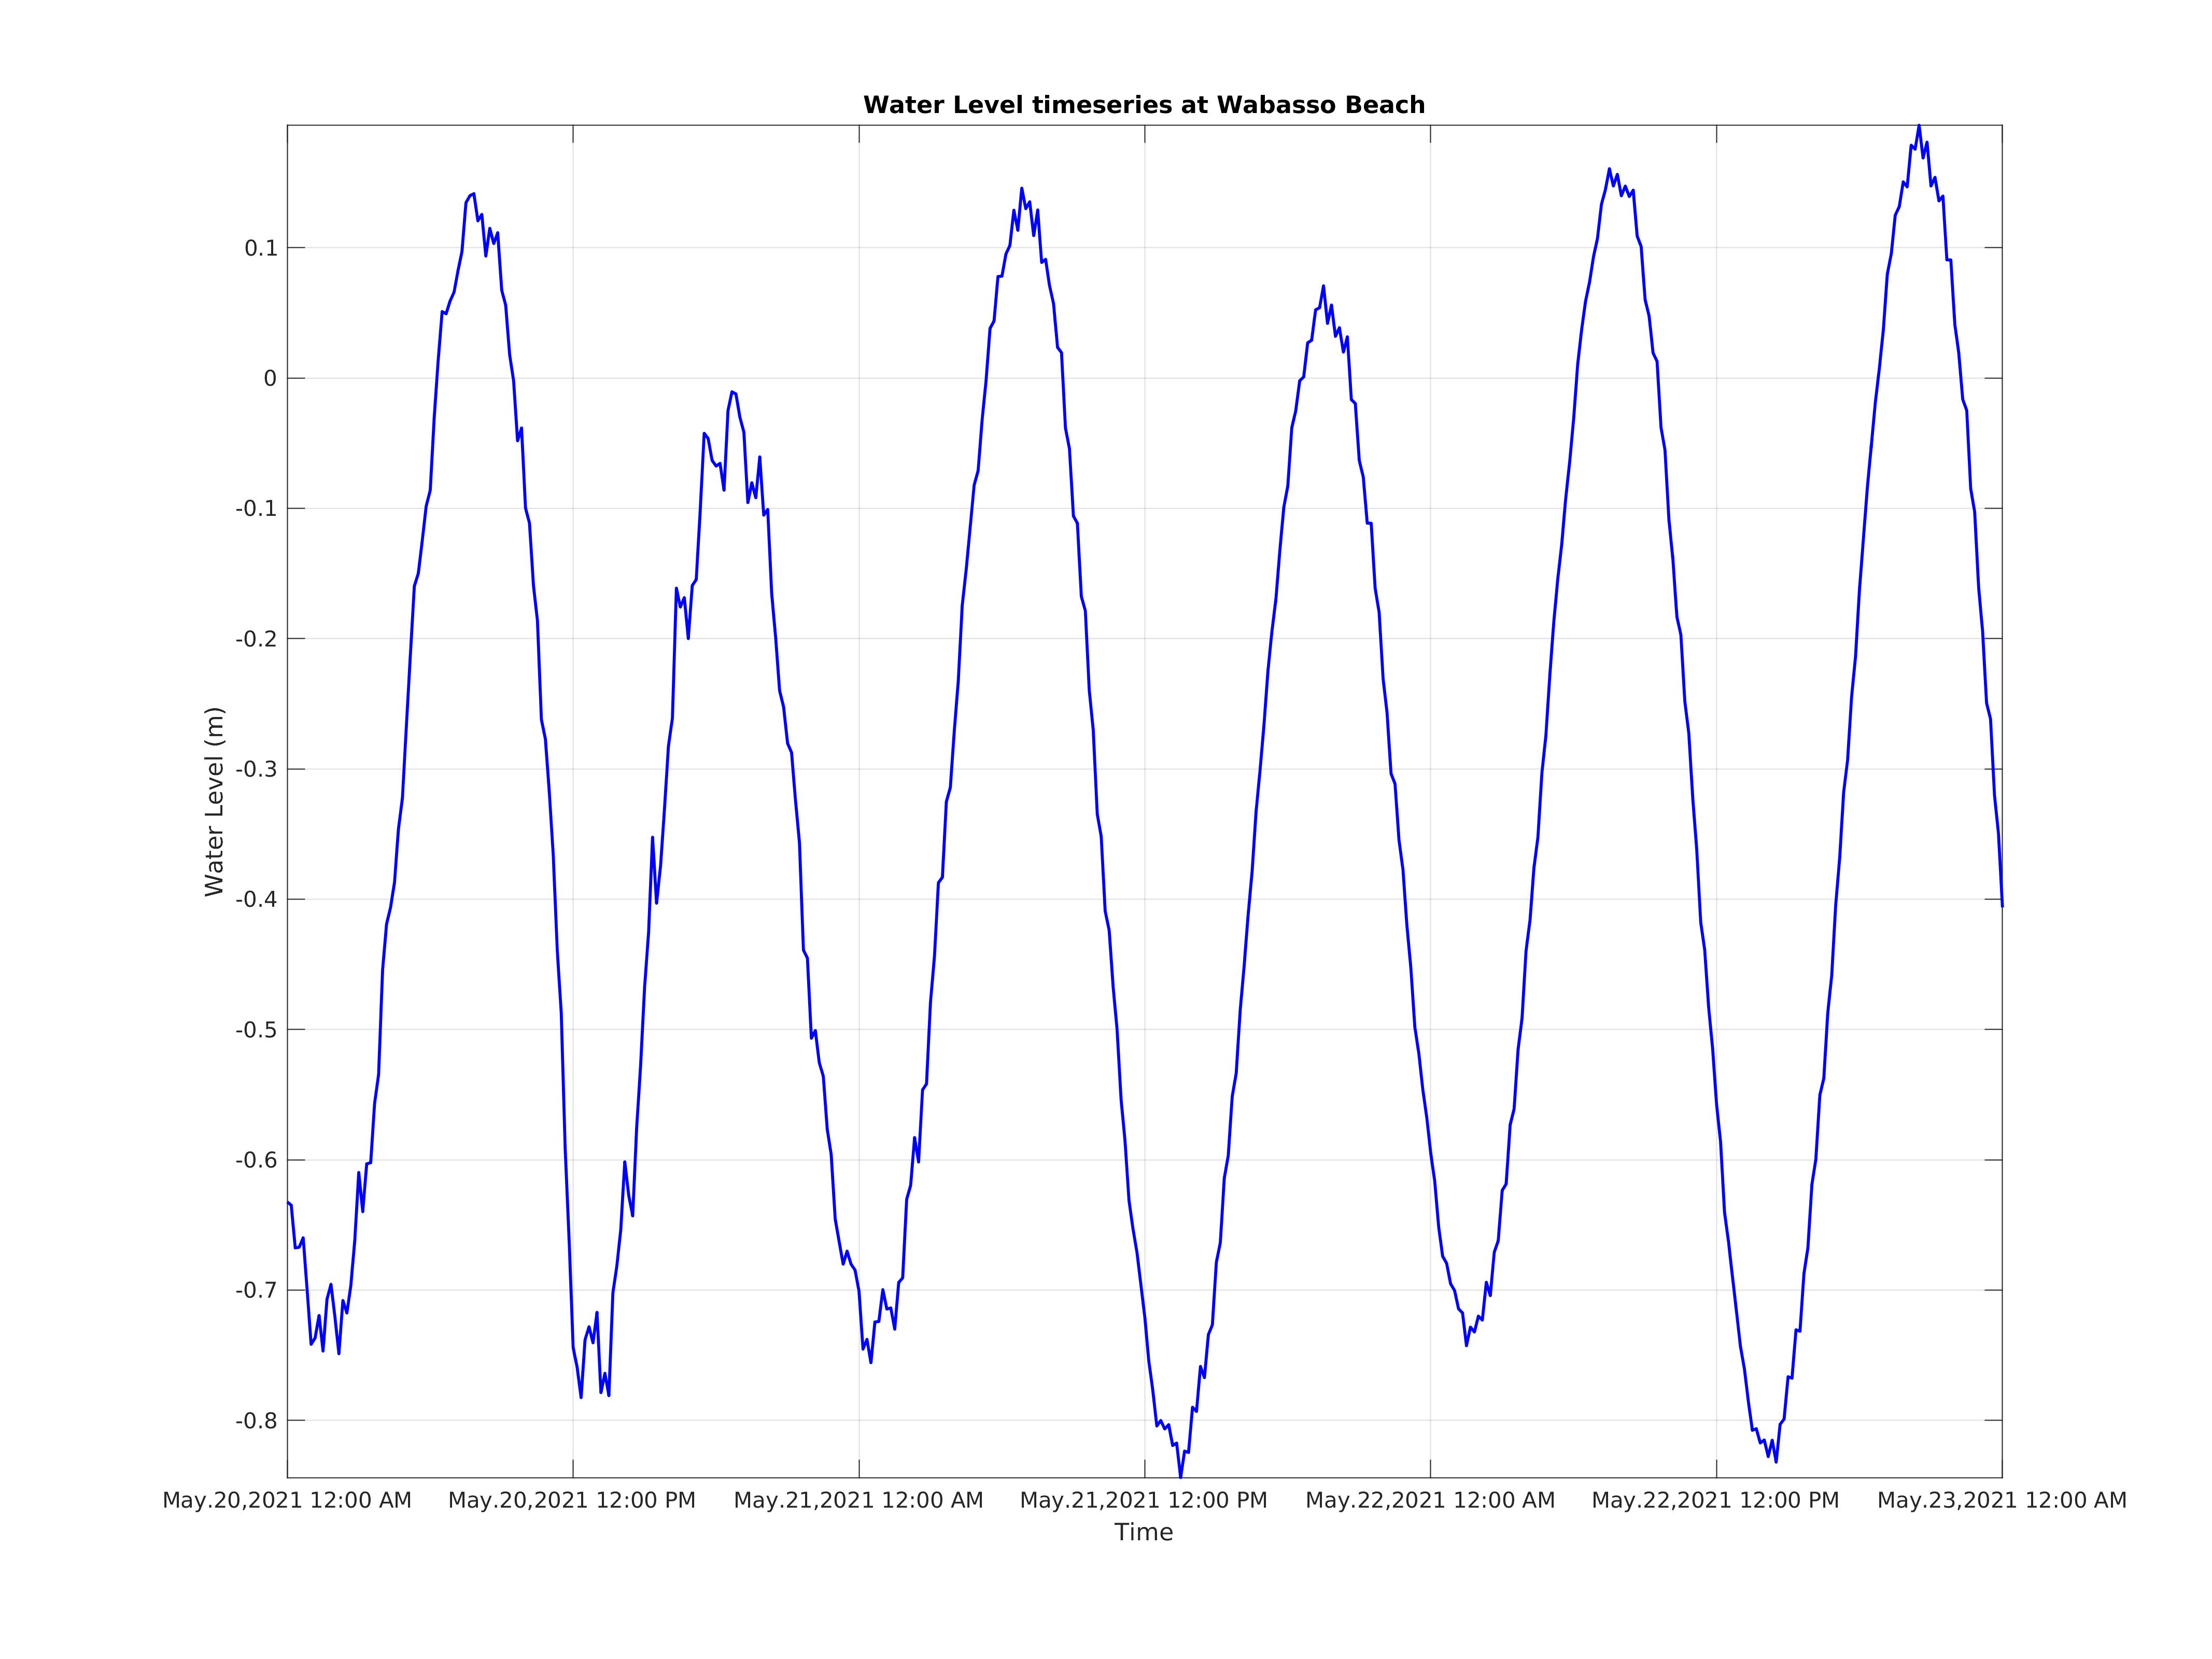 Water Level timeseries at Wabasso Beach
0.1
0
-0.1
-0.2
-0.3
-0.4
-0.5
-0.6
-0.7
-0.8
Water Level (m)
May.20,2021 12:00 AM May.20,2021 12:00 PM May.21,2021 12:00 AM May.21,2021 12:00 PM May.22,2021 12:00 AM May.22,2021 12:00 PM May.23,2021 12:00 AM
Time